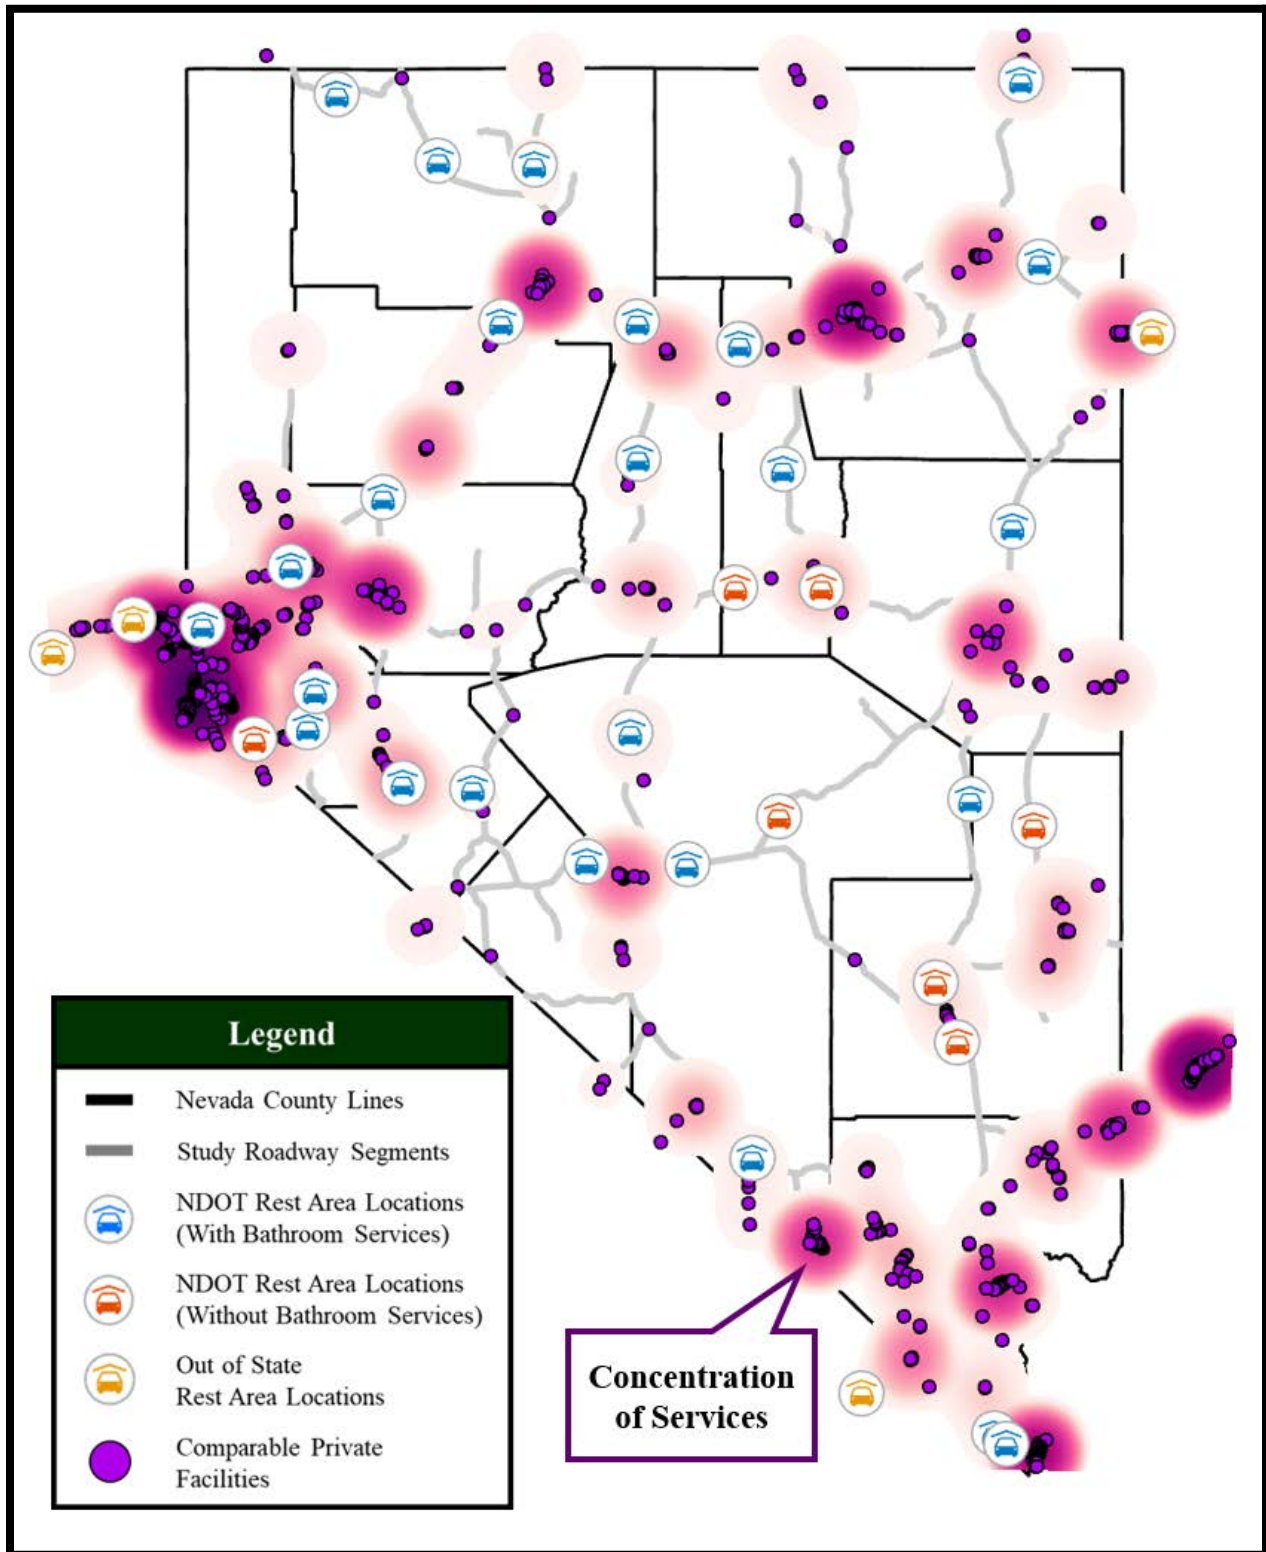 Legend
Nevada County Lines
Study Roadway Segments
NDOT Rest Area Locations
(With Bathroom Services)
NDOT Rest Area Locations
(Without Bathroom Services)
Out of State
Rest Area Locations
Comparable Private
Facilities
Concentration
of Services